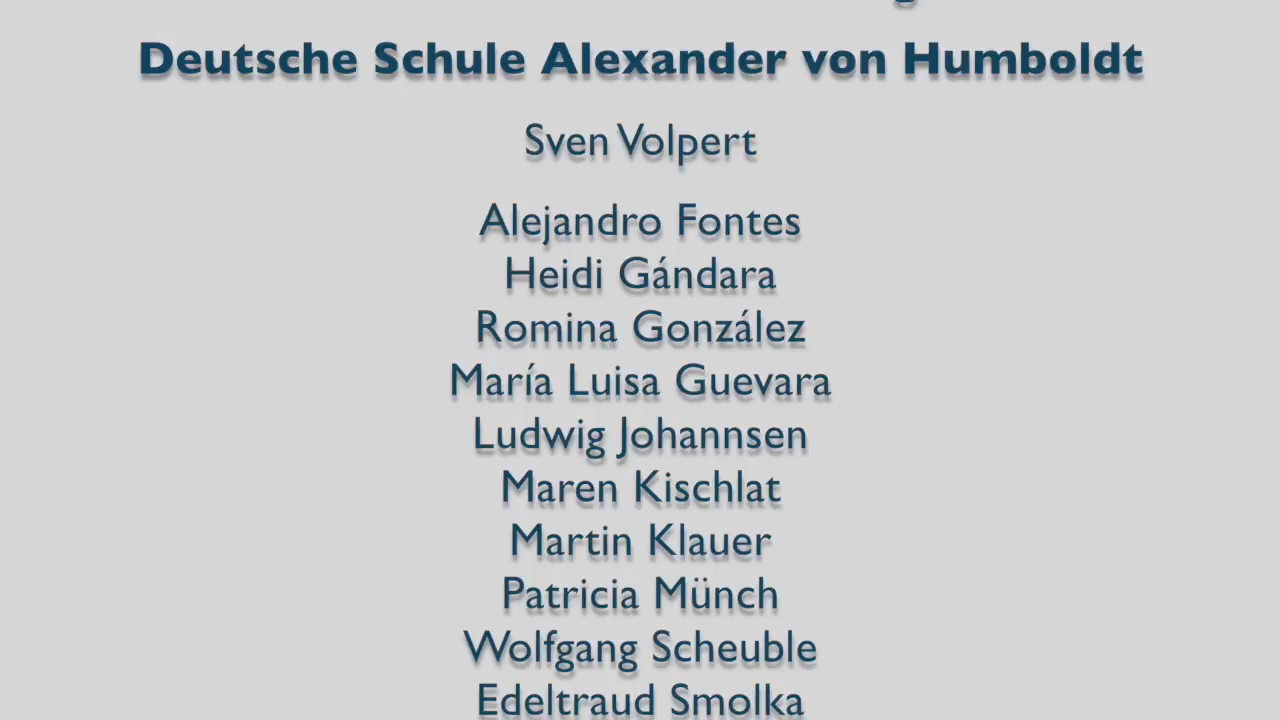 Deutsche Schule Alexander von Humboldt
Sven Volpert
Alejandro Fontes
Heidi Gándara
Romina González
María Luisa Guevara
Ludwig Johannsen
Maren Kischlat
Martin Klauer
Patricia Münch
Wolfgang Scheuble
Edeltraud Smolka